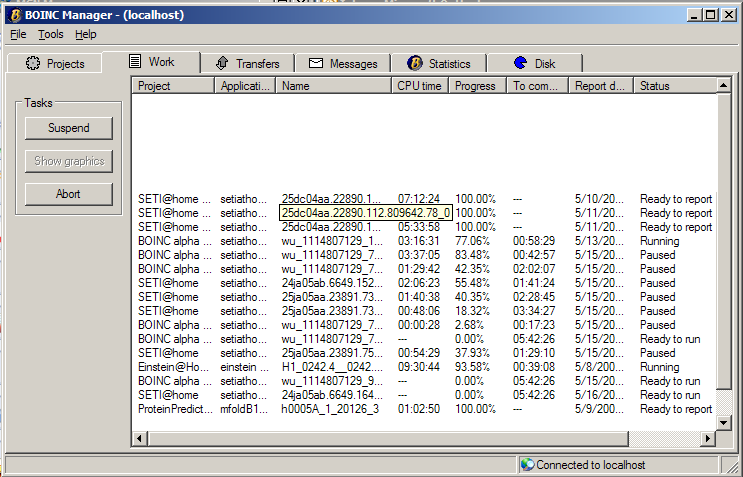 BOINC Manager - (localhost)
File Tools Help
Projects Work Transfers Messages Statistics Disk
Tasks
Suspend
Show graphics
Abort
Project Applicati... Name CPU time Progress To com... Report d... Status
SETI@home ... setiatho... 25dc04aa.22890.1... 07:12:24 100.00% --- 5/10/20... Ready to report
SETI@home ... setiatho... 25dc04aa.22890.112.809642.78_0 100.00% --- 5/11/20... Ready to report
SETI@home ... setiatho... 25dc04aa.22890.1... 05:33:58 100.00% --- 5/11/20... Ready to report
BOINC alpha ... setiatho... wu_1114807129_1... 03:16:31 77.06% 00:58:29 5/13/20... Running
BOINC alpha ... setiatho... wu_1114807129_7... 03:37:05 83.48% 00:42:57 5/15/20... Paused
BOINC alpha ... setiatho... wu_1114807129_7... 01:29:42 42.35% 02:02:07 5/15/20... Paused
SETI@home ... setiatho... 24ja05ab.6649.152... 02:06:23 55.48% 01:41:24 5/15/20... Paused
SETI@home ... setiatho... 25ja05aa.23891.73... 01:40:38 40.35% 02:28:45 5/15/20... Paused
SETI@home ... setiatho... 25ja05aa.23891.73... 00:48:06 18.32% 03:34:27 5/15/20... Paused
BOINC alpha ... setiatho... wu_1114807129_7... 00:00:28 2.68% 00:17:23 5/15/20... Paused
BOINC alpha ... setiatho... wu_1114807129_7... --- 0.00% 05:42:26 5/15/20... Ready to run
SETI@home ... setiatho... 25ja05aa.23891.75... 00:54:29 37.93% 01:29:10 5/15/20... Paused
Einstein@Ho... einstein ... H1_0242.4__0242... 09:30:44 93.58% 00:39:08 5/8/200... Running
BOINC alpha ... setiatho... wu_1114807129_9... --- 0.00% 05:42:26 5/15/20... Ready to run
SETI@home ... setiatho... 24ja05ab.6649.164... --- 0.00% 05:42:26 5/16/20... Ready to run
ProteinPredict... mfoldB1... h0005A_1_20126_3 01:02:50 100.00% --- 5/9/200... Ready to report
Connected to localhost